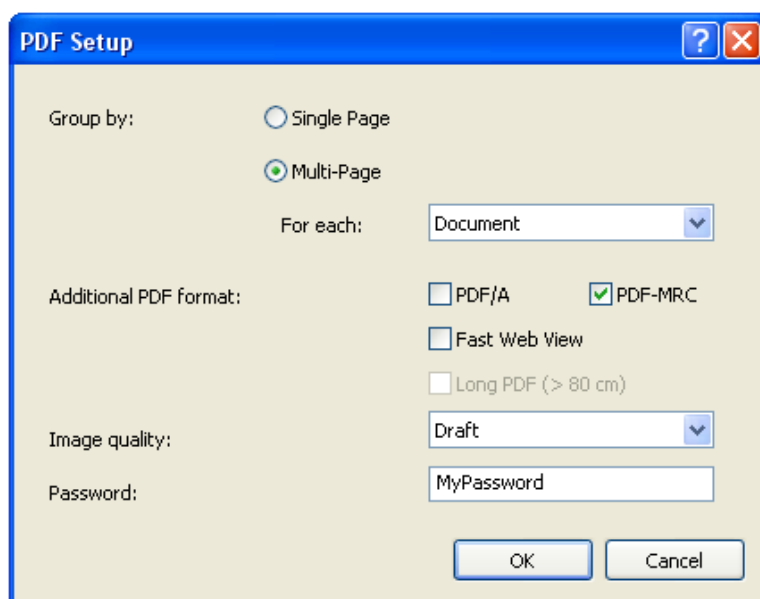 PDF Setup
Group by: Single Page
Multi-Page
For each: Document
Additional PDF format: PDF/A PDF-MRC
Fast Web View
Long PDF (> 80 cm)
Image quality: Draft
Password: MyPassword
OK Cancel